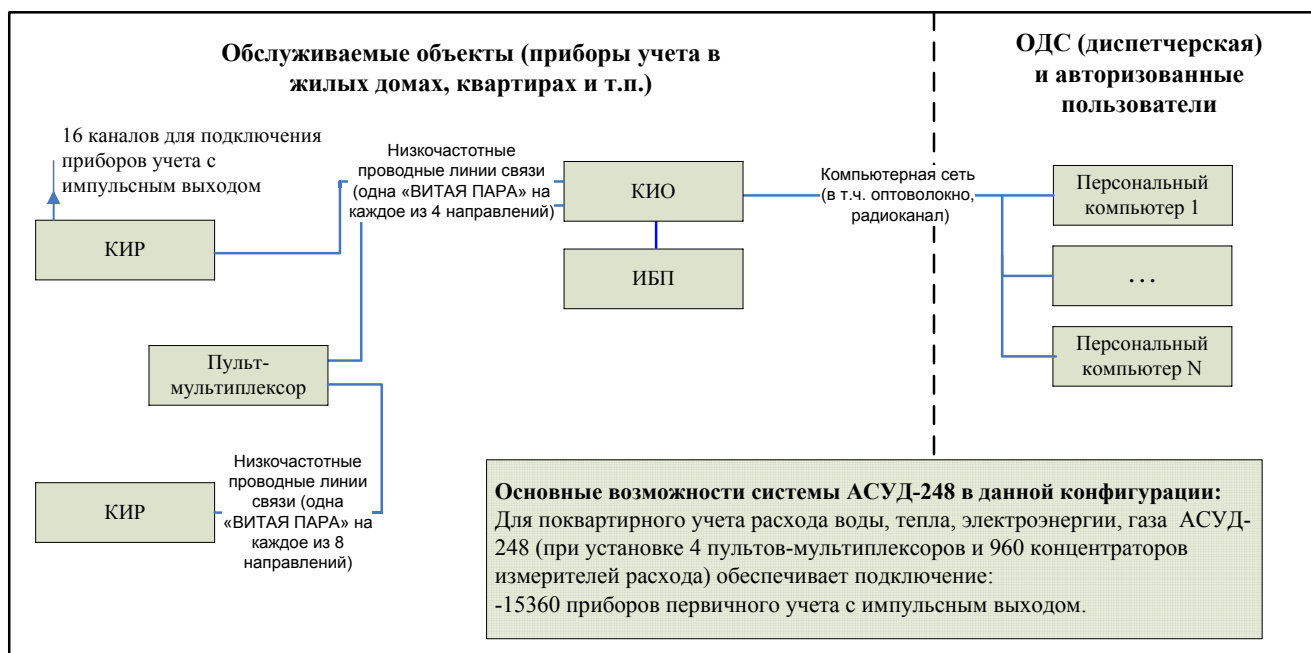 Обслуживаемые объекты (приборы учета в
жилых домах, квартирах и т.п.)
ОДС (диспетчерская)
и авторизованные
пользователи
16 каналов для подключения
приборов учета с
импульсным выходом
Низкочастотные
проводные линии связи
(одна «ВИТАЯ ПАРА» на
каждое из 4 направлений)
КИО
Компьютерная сеть
(в т.ч. оптоволокно,
радиоканал)
Персональный
компьютер 1
КИР
ИБП
. . .
Пульт-
мультиплексор
Персональный
компьютер N
КИР
Низкочастотные
проводные линии
связи (одна
«ВИТАЯ ПАРА» на
каждое из 8
направлений)
Основные возможности системы АСУД-248 в данной конфигурации:
Для поквартирного учета расхода воды, тепла, электроэнергии, газа АСУД-
248 (при установке 4 пультов-мультиплексоров и 960 концентраторов
измерителей расхода) обеспечивает подключение:
-15360 приборов первичного учета с импульсным выходом.